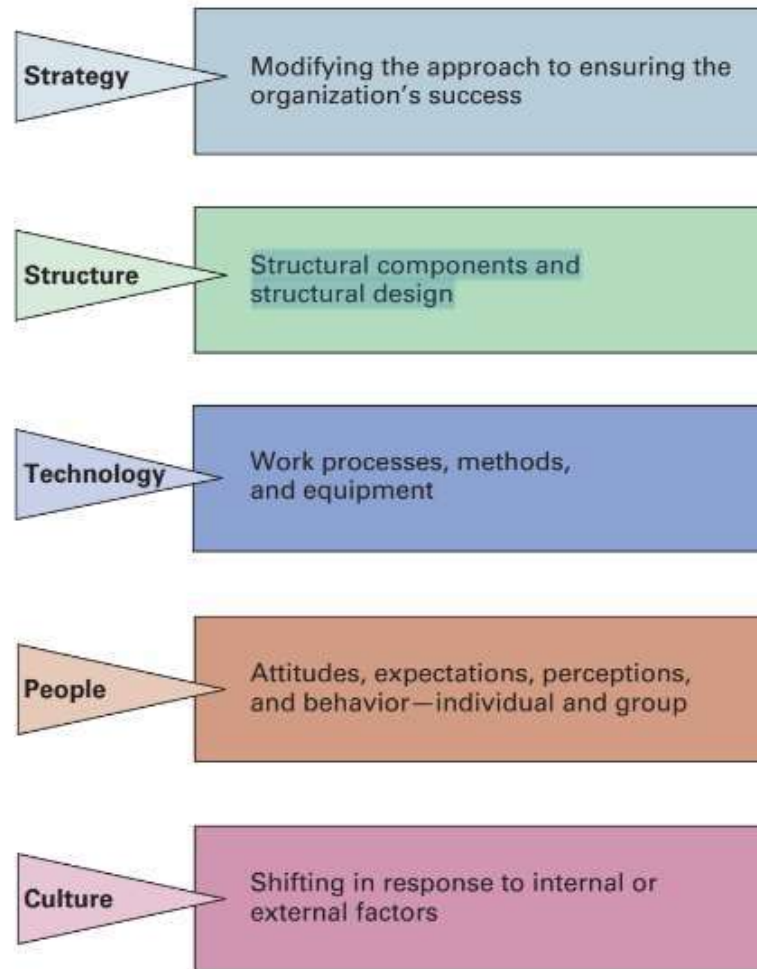 Strategy
Modifying the approach to ensuring the
organization's success
Structure
Structural components and
structural design
Technology
Work processes, methods,
and equipment
People
Attitudes, expectations, perceptions,
and behavior—individual and group
Culture
Shifting in response to internal or
external factors